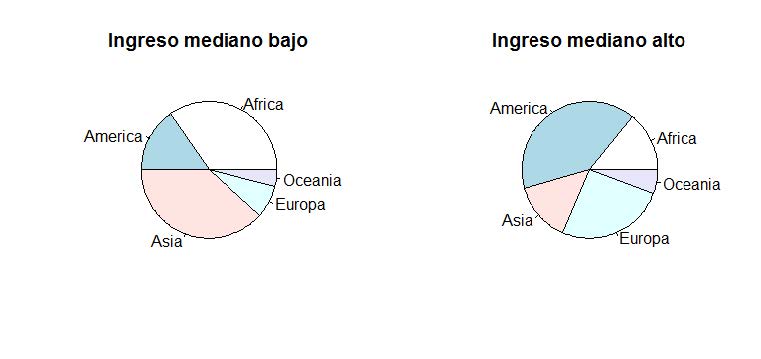 Ingreso mediano bajo
Africa
America
Oceania
Europa
Asia
Ingreso mediano alto
America
Africa
Oceania
Asia
Europa